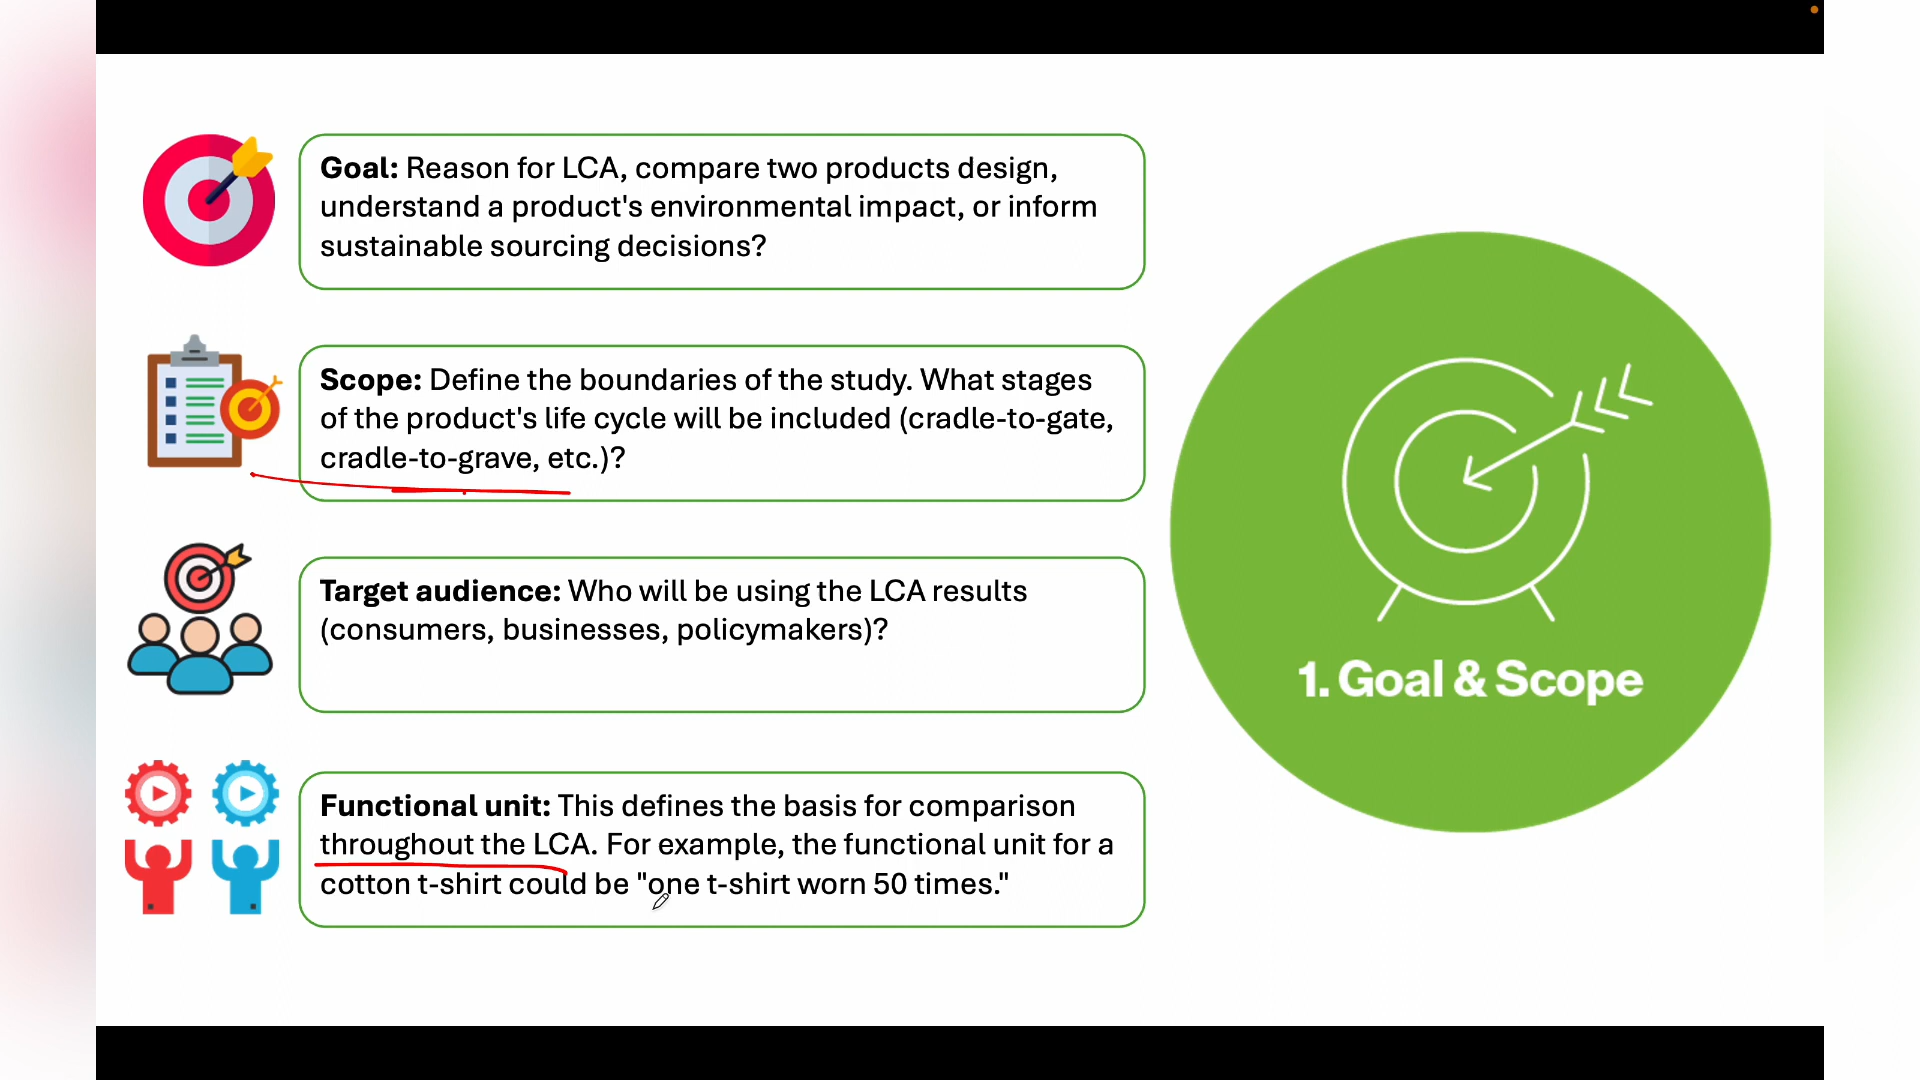 Goal: Reason for LCA, compare two products design,
understand a product's environmental impact, or inform
sustainable sourcing decisions?
Scope: Define the boundaries of the study. What stages
of the product's life cycle will be included (cradle-to-gate,
cradle-to-grave, etc.)?
Target audience: Who will be using the LCA results
(consumers, businesses, policymakers)?
Functional unit: This defines the basis for comparison
throughout the LCA. For example, the functional unit for a
cotton t-shirt could be "one t-shirt worn 50 times."
1. Goal & Scope